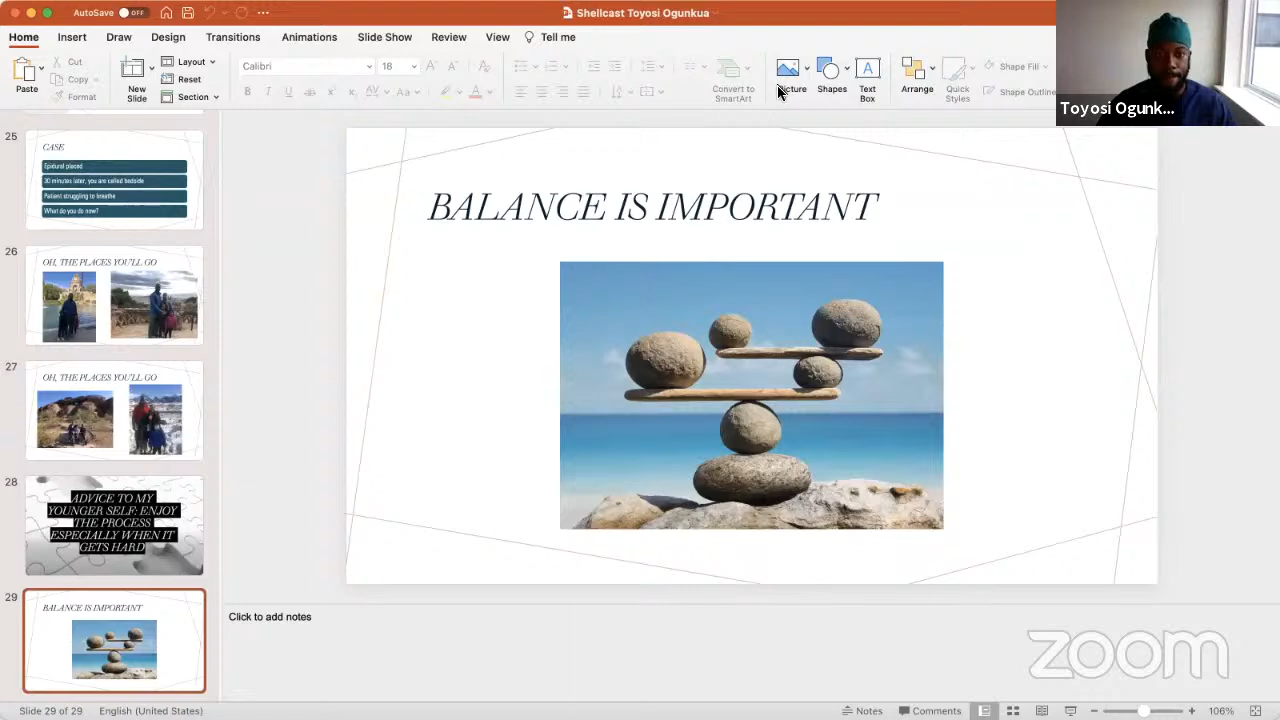 AutoSave OFF
Shellcast Toyosi Ogunkua
Home Insert Draw Design Transitions Animations Slide Show Review View Tell me
Paste
Cut
Copy
Format
New
Slide
Layout
Reset
Section
Calibri
18
Convert to
SmartArt
Picture
Shapes
Text
Box
Arrange
Quick
Styles
Shape Fill
Shape Outline
Toyosi Ogunk...
25
CASE
Epidural placed
30 minutes later, you are called bedside
Patient struggling to breathe
What do you do now?
26
OH, THE PLACES YOU'LL GO
27
OH, THE PLACES YOU'LL GO
28
ADVICE TO MY
YOUNGER SELF: ENJOY
THE PROCESS
ESPECIALLY WHEN IT
GETS HARD
29
BALANCE IS IMPORTANT
BALANCE IS IMPORTANT
Click to add notes
zoom
Slide 29 of 29
English (United States)
Notes
Comments
106%